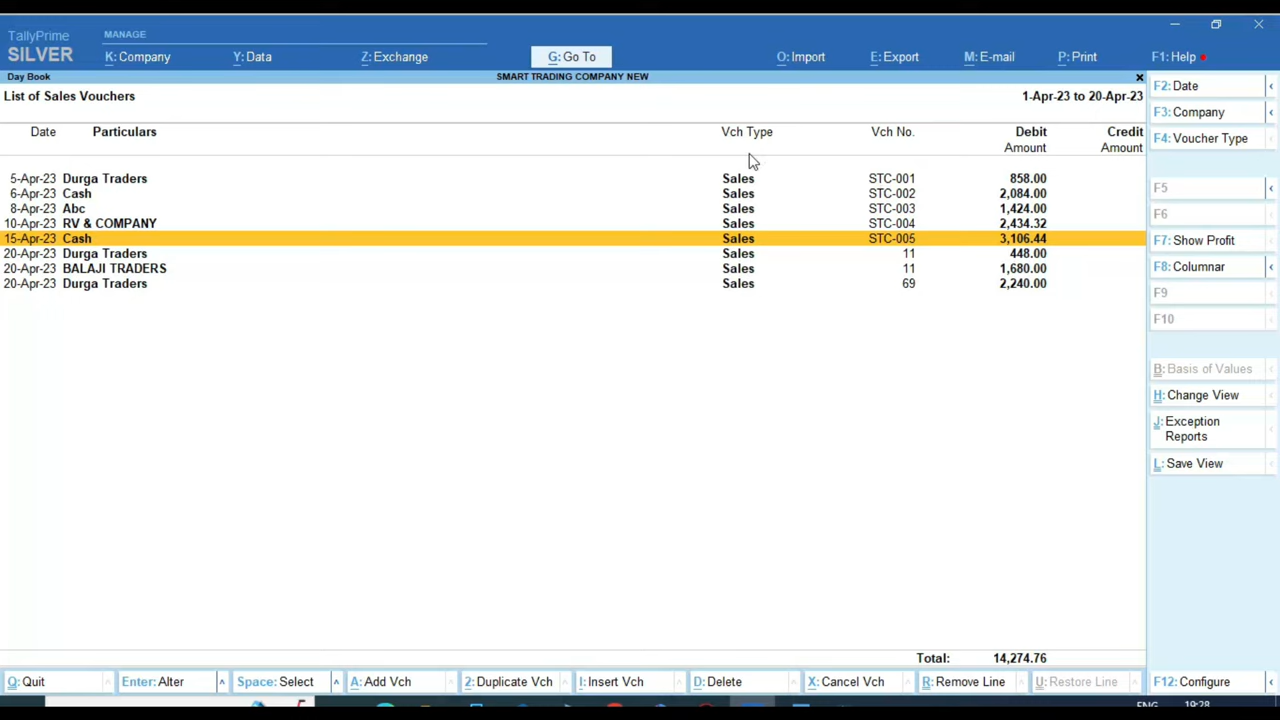 TallyPrime MANAGE
SILVER K: Company Y: Data Z: Exchange G: Go To O: Import E: Export M: E-mail P: Print F1: Help
Day Book SMART TRADING COMPANY NEW
List of Sales Vouchers 1-Apr-23 to 20-Apr-23
Date Particulars Vch Type Vch No. Debit Credit
Amount Amount
5-Apr-23 Durga Traders Sales STC-001 858.00
6-Apr-23 Cash Sales STC-002 2,084.00
8-Apr-23 Abc Sales STC-003 1,424.00
10-Apr-23 RV & COMPANY Sales STC-004 2,434.32
15-Apr-23 Cash Sales STC-005 3,106.44
20-Apr-23 Durga Traders Sales 11 448.00
20-Apr-23 BALAJI TRADERS Sales 11 1,680.00
20-Apr-23 Durga Traders Sales 69 2,240.00
Total: 14,274.76
F2: Date
F3: Company
F4: Voucher Type
F5
F6
F7: Show Profit
F8: Columnar
F9
F10
B: Basis of Values
H: Change View
J: Exception
Reports
L: Save View
Q: Quit Enter: Alter Space: Select A: Add Vch 2: Duplicate Vch I: Insert Vch D: Delete X: Cancel Vch R: Remove Line U: Restore Line F12: Configure
ENG 19:28